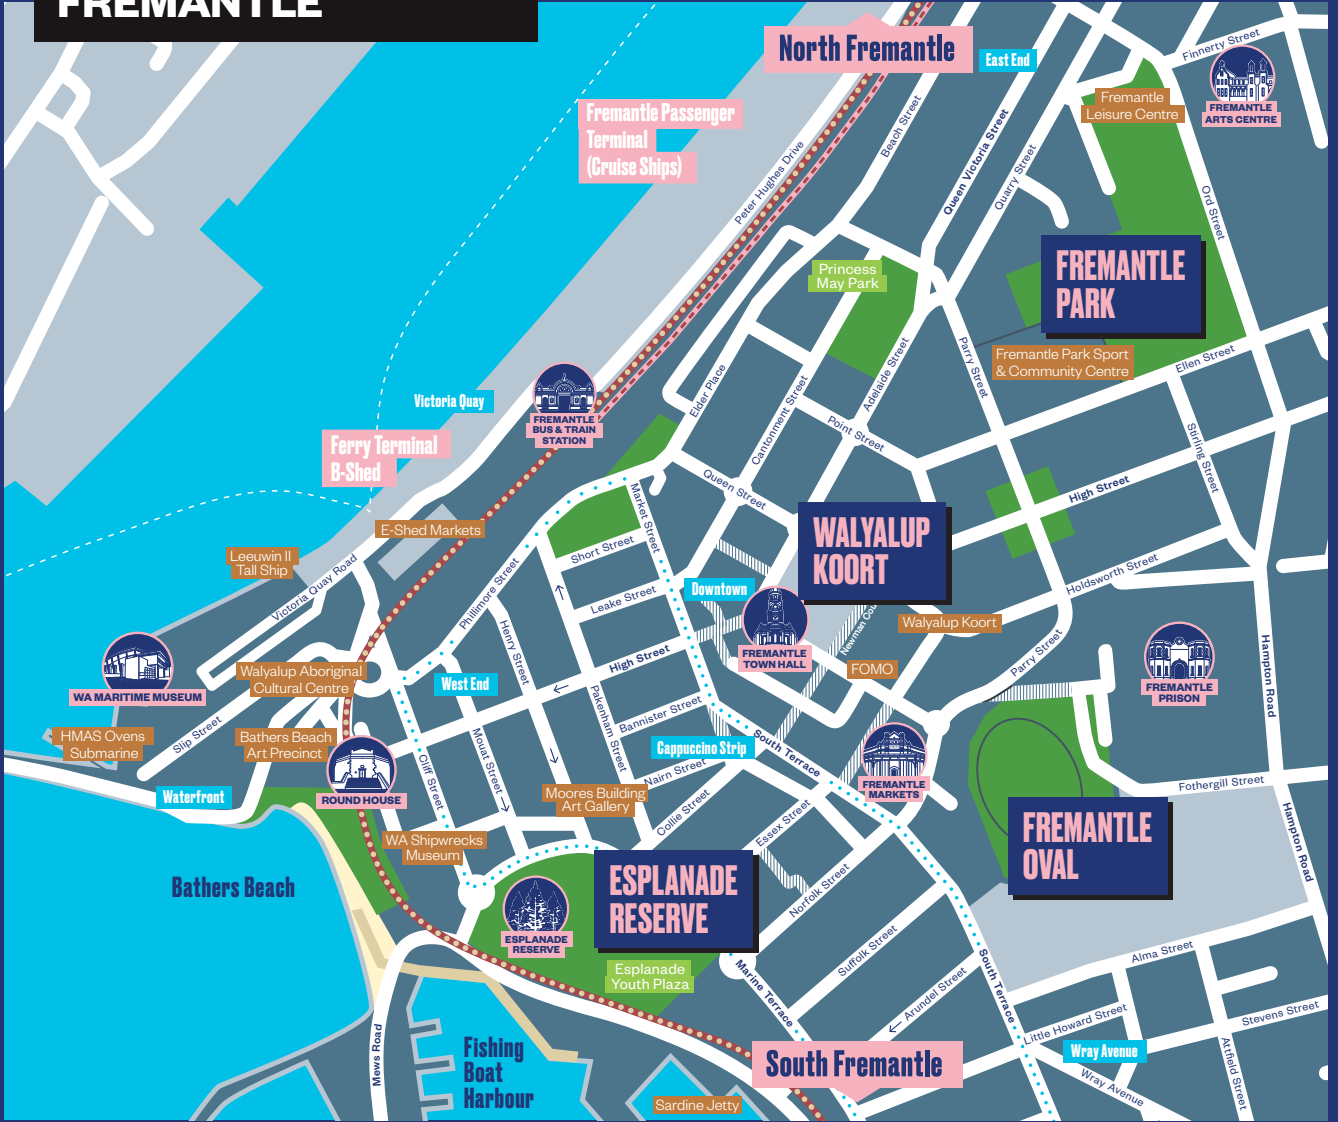 FREMANTLE
North Fremantle
East End
Finnerty Street
FREMANTLE
ARTS CENTRE
Fremantle
Leisure Centre
Fremantle Passenger
Terminal
(Cruise Ships)
Peter Hughes Drive
Beach Street
Queen Victoria Street
Quarry Street
Ord Street
Princess
May Park
FREMANTLE
PARK
Fremantle Park Sport
& Community Centre
Ellen Street
Parry Street
Adelaide Street
Elder Place
Cantonment Street
Point Street
Victoria Quay
FREMANTLE
BUS & TRAIN
STATION
Ferry Terminal
B-Shed
Stirling Street
High Street
Queen Street
Market Street
E-Shed Markets
WALYALUP
KOORT
Leeuwin II
Tall Ship
Victoria Quay Road
Phillimore Street
Short Street
Leake Street
Downtown
Holdsworth Street
Newman Cou
Walyalup Koort
FREMANTLE
TOWN HALL
FOMO
Parry Street
Hampton Road
FREMANTLE
PRISON
Henry Street
High Street
WA MARITIME MUSEUM
Walyalup Aboriginal
Cultural Centre
West End
Pakenham Street
Bannister Street
HMAS Ovens
Submarine
Slip Street
Bathers Beach
Art Precinct
Cappuccino Strip
South Terrace
FREMANTLE
MARKETS
Cliff Street
Mouat Street
Nairn Street
Fothergill Street
Waterfront
ROUND HOUSE
Moores Building
Art Gallery
Collie Street
Essex Street
FREMANTLE
OVAL
Hampton Road
WA Shipwrecks
Museum
Bathers Beach
ESPLANADE
RESERVE
Norfolk Street
ESPLANADE
RESERVE
Suffolk Street
Alma Street
Esplanade
Youth Plaza
Marine Terrace
Arundel Street
South Terrace
Little Howard Street
Stevens Street
Attfield Street
Wray Avenue
Wray Avenue
South Fremantle
Mews Road
Fishing
Boat
Harbour
Sardine Jetty